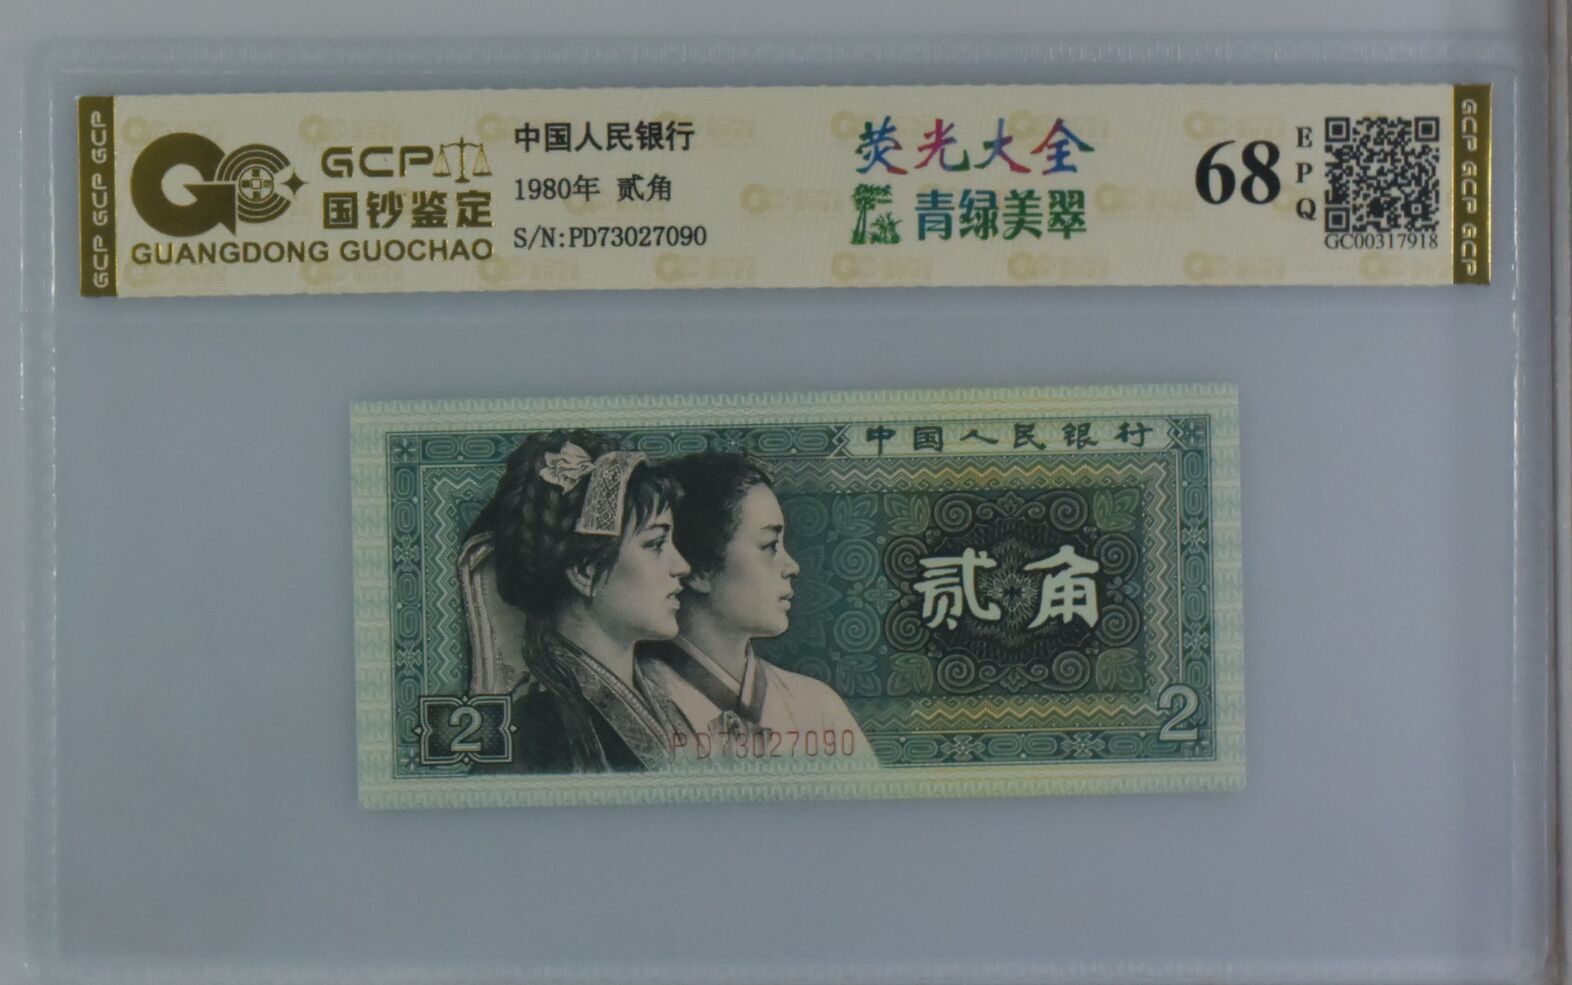 GCP GCP GCP
GCP
国钞鉴定
GUANGDONG GUOCHAO
中国人民银行
1980年 贰角
S/N:PD73027090
荧光大全
青绿美翠
68
EPQ
GC00317918
GCP GCP GCP
中国人民银行
贰角
2
2
PD73027090